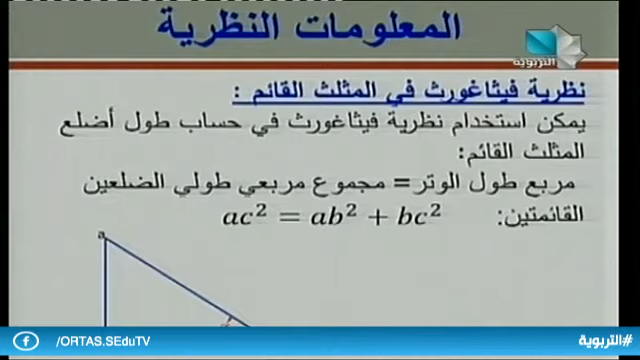 المعلومات النظرية
التربوية
نظرية فيثاغورث في المثلث القائم :
يمكن استخدام نظرية فيثاغورث في حساب طول أضلع
المثلث القائم:
مربع طول الوتر= مجموع مربعي طولي الضلعين
القائمتين: ac² = ab² + bc²
a
/ORTAS.SEduTV
#التربوية